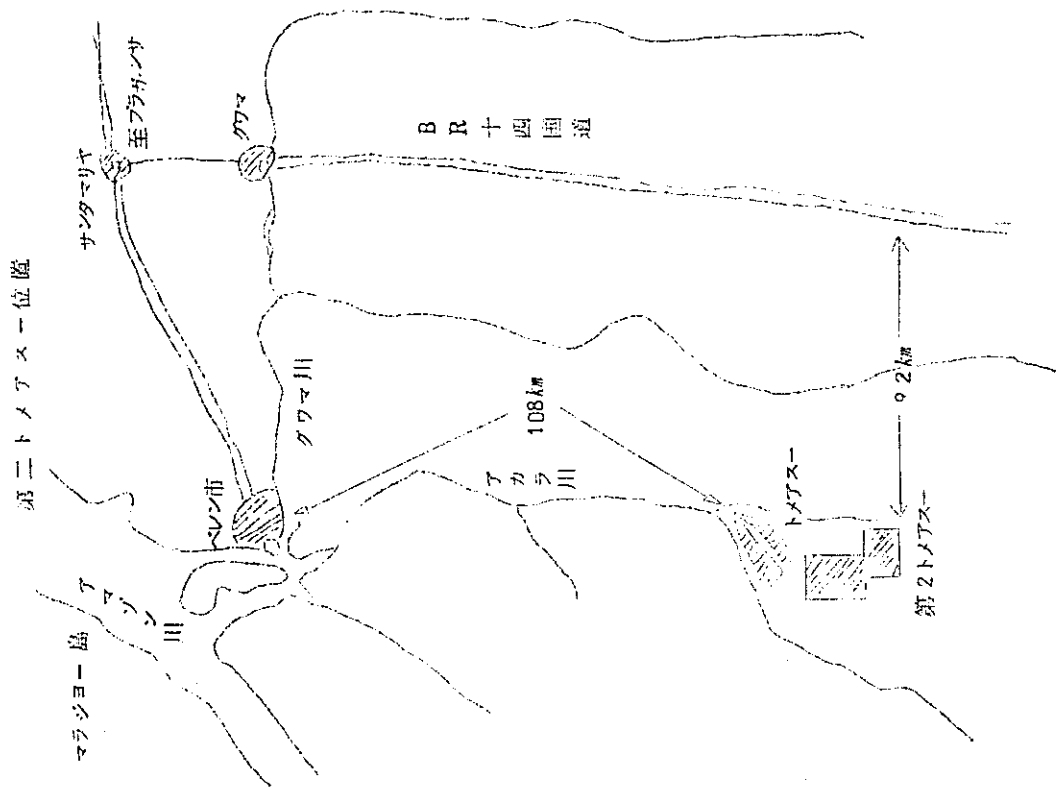 第二トメアスー位置
マラジョー島
アマゾン川
ベレン市
サンタマリヤ
至ブラガンサ
グワマ
グワマ川
BR十四国道
108km
アカラ川
トメアスー
第2トメアスー
92km